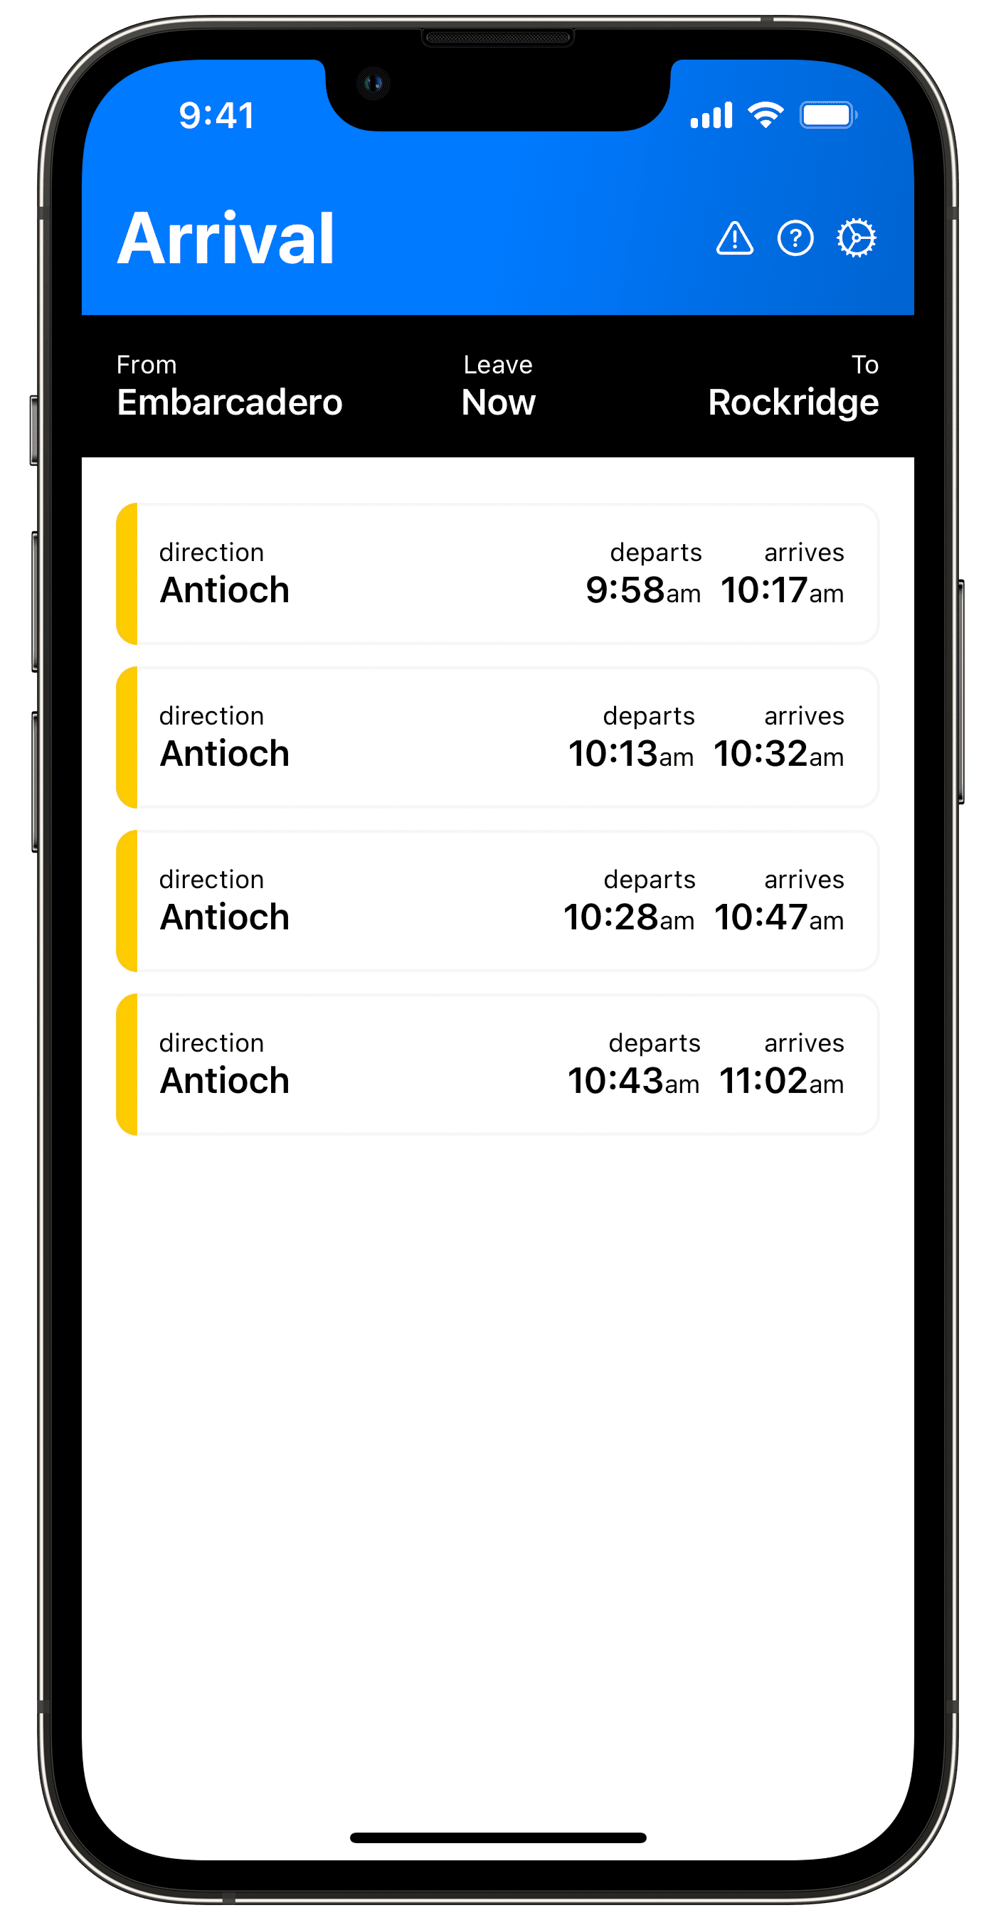 9:41
Arrival
From Leave To
Embarcadero Now Rockridge
direction departs arrives
Antioch 9:58am 10:17am
direction departs arrives
Antioch 10:13am 10:32am
direction departs arrives
Antioch 10:28am 10:47am
direction departs arrives
Antioch 10:43am 11:02am